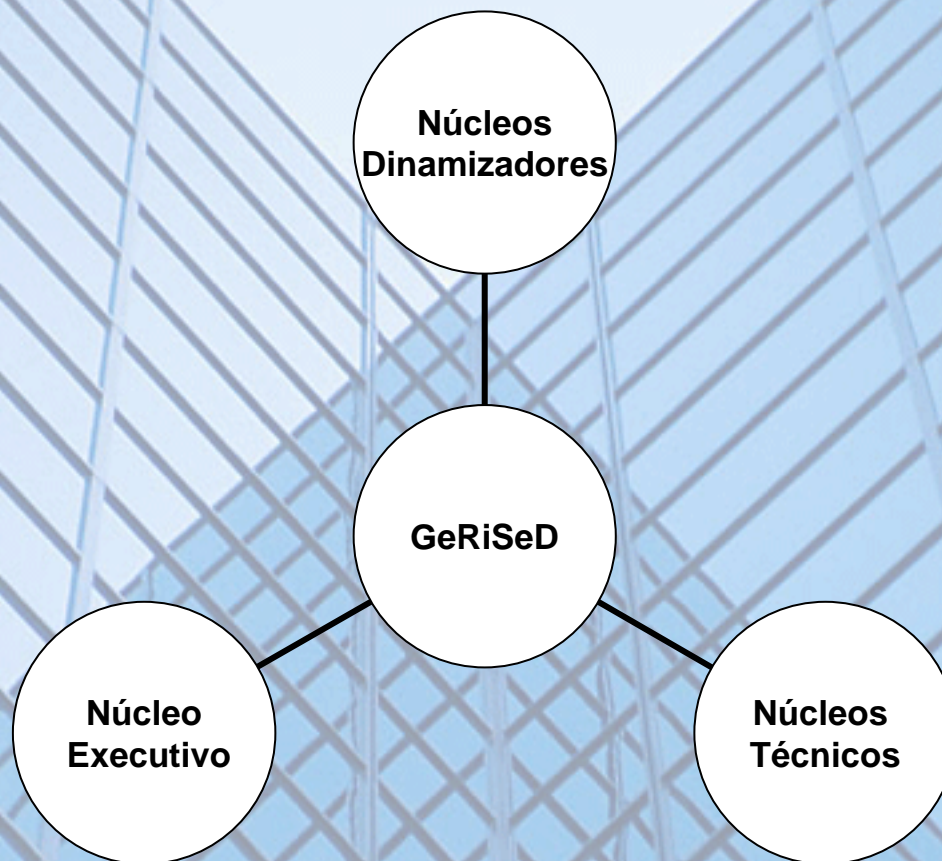 Núcleos
Dinamizadores
GeRiSeD
Núcleo
Executivo
Núcleos
Técnicos